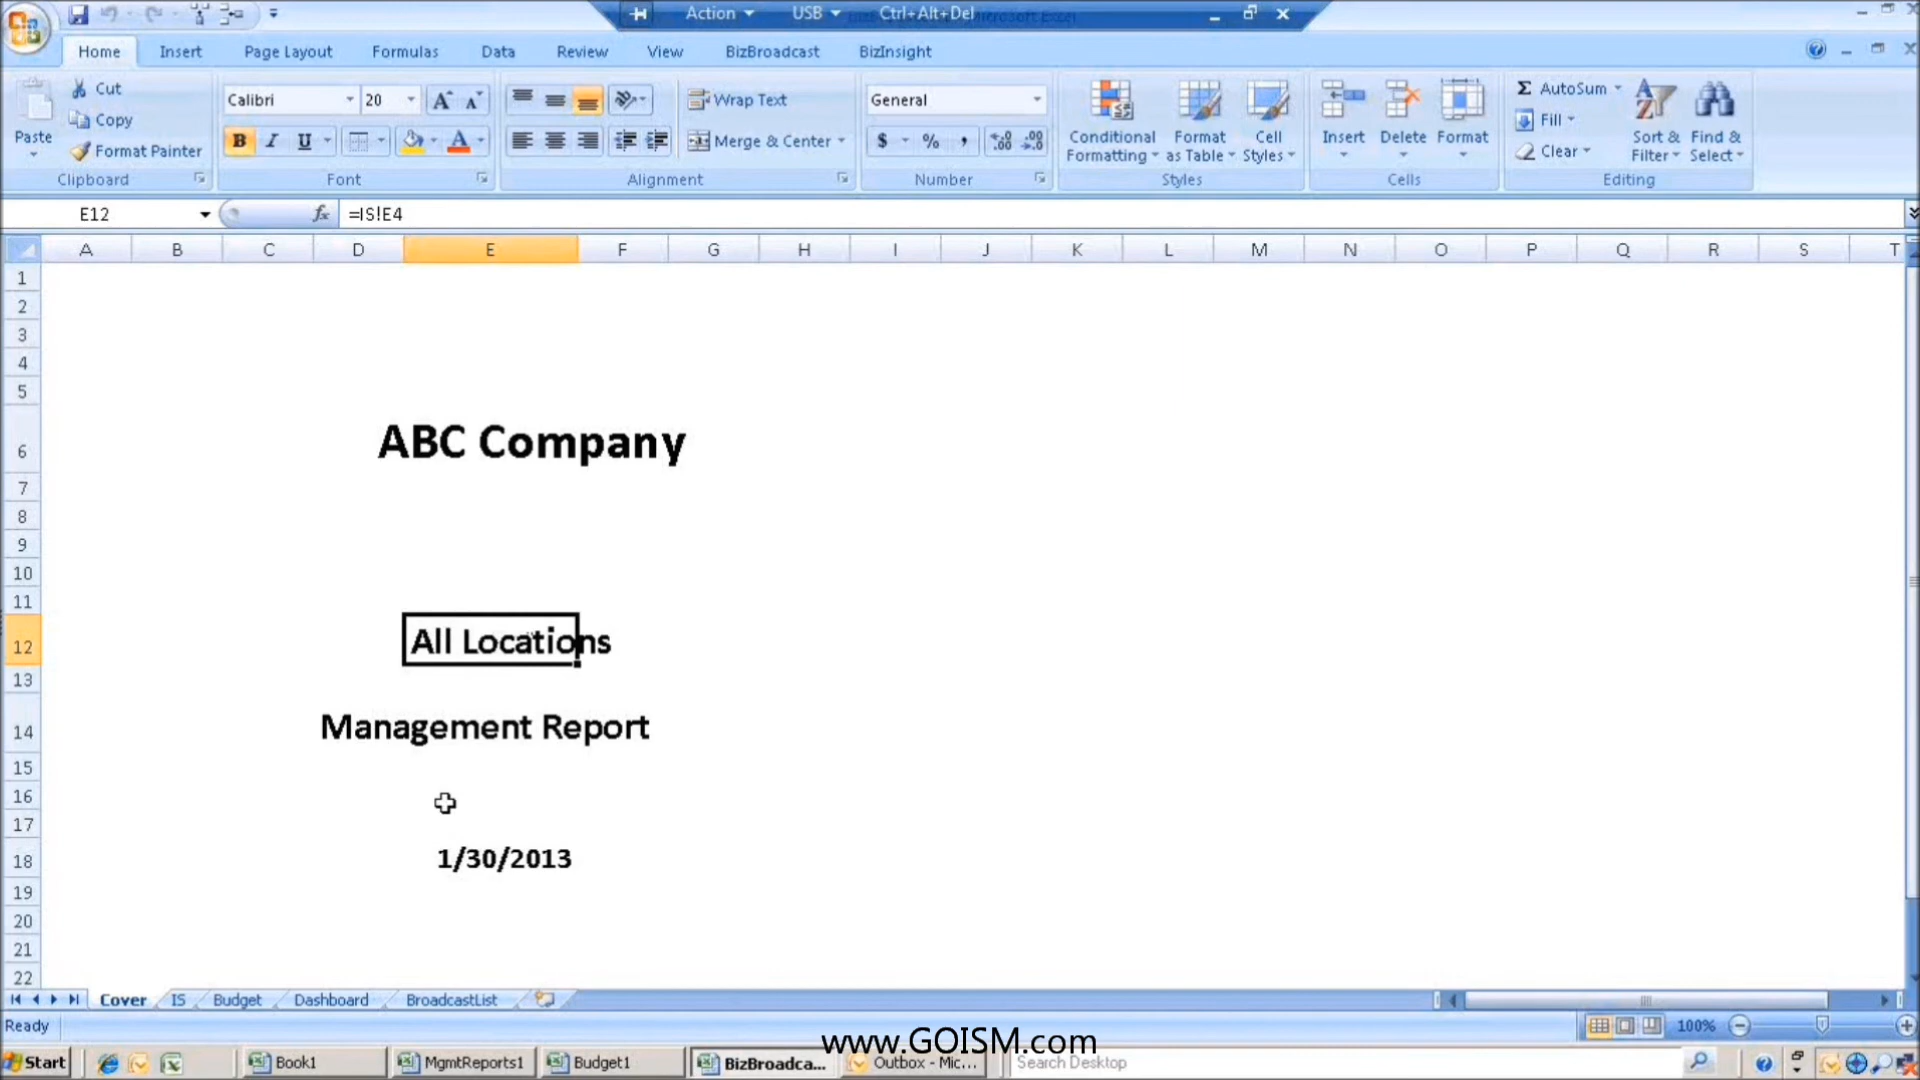 Action USB Ctrl+Alt+Del
Home Insert Page Layout Formulas Data Review View BizBroadcast BizInsight
Paste Cut Copy Format Painter
Calibri 20
B I U
Wrap Text
Merge & Center
General
$ % ,
Conditional Formatting Format as Table Cell Styles
Insert Delete Format
Σ AutoSum Fill Clear
Sort & Filter Find & Select
Clipboard Font Alignment Number Styles Cells Editing
E12 fx =IS!E4
A B C D E F G H I J K L M N O P Q R S T
1
2
3
4
5
6 ABC Company
7
8
9
10
11
12 All Locations
13
14 Management Report
15
16
17
18 1/30/2013
19
20
21
22
Cover IS Budget Dashboard BroadcastList
Ready 100%
www.GOISM.com
Start Book1 MgmtReports1 Budget1 BizBroadca... Outbox - Mic... Search Desktop